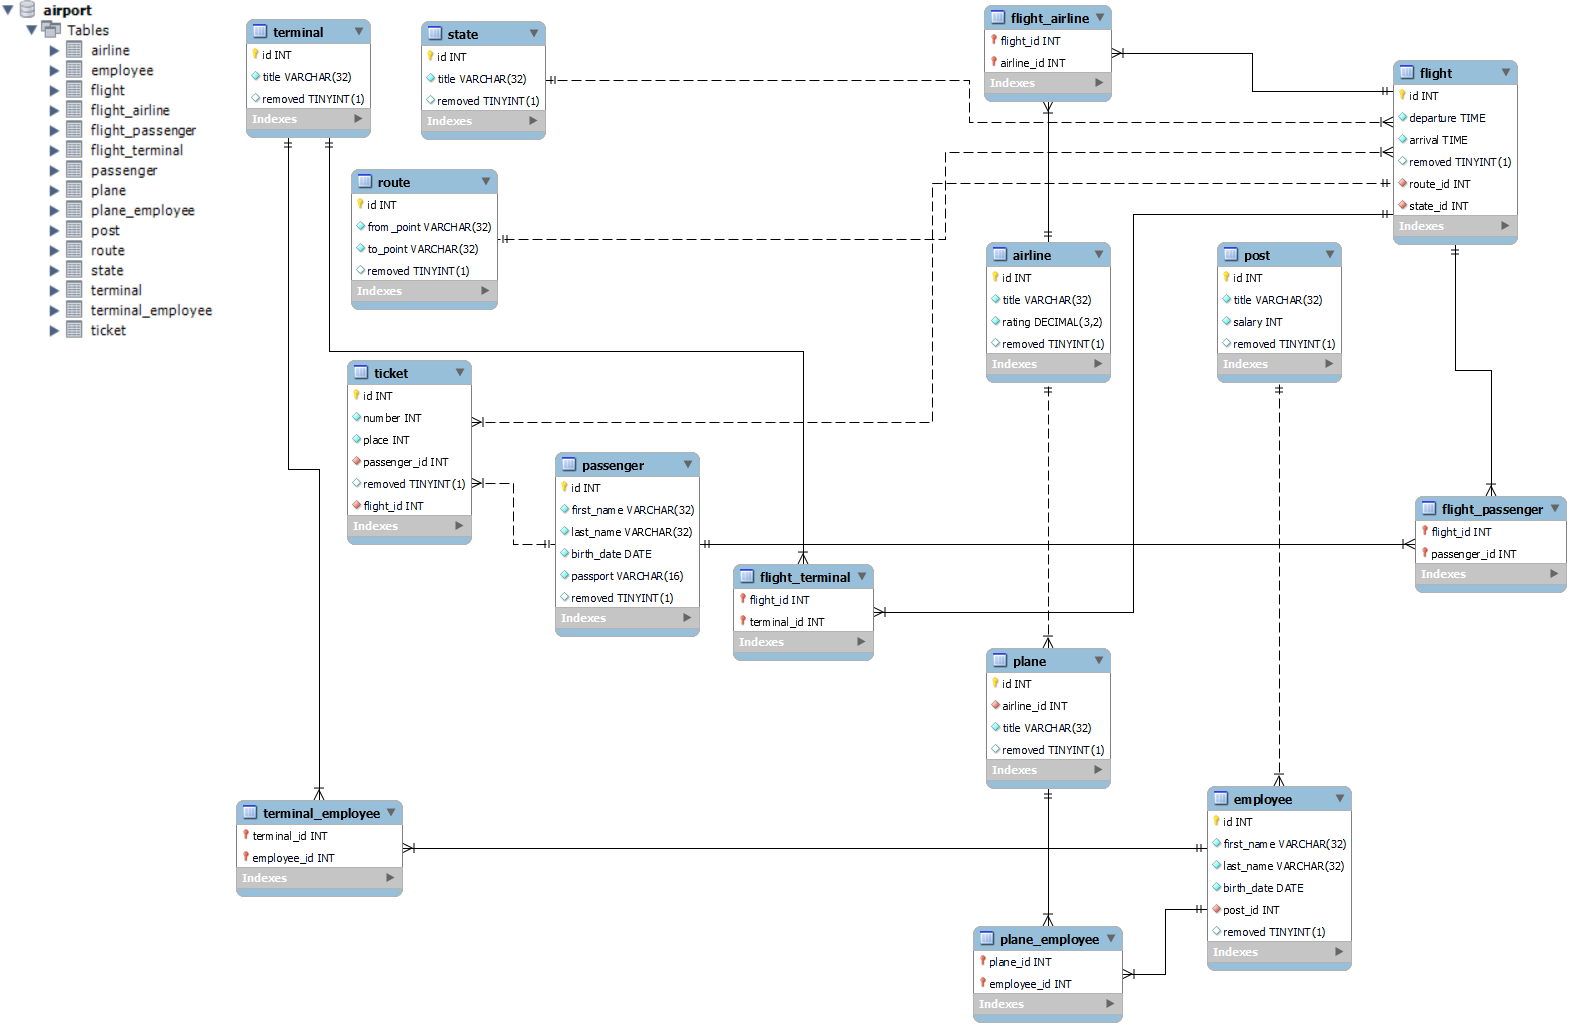 airport
Tables
airline
employee
flight
flight_airline
flight_passenger
flight_terminal
passenger
plane
plane_employee
post
route
state
terminal
terminal_employee
ticket
terminal
id INT
title VARCHAR(32)
removed TINYINT(1)
Indexes
state
id INT
title VARCHAR(32)
removed TINYINT(1)
Indexes
flight_airline
flight_id INT
airline_id INT
Indexes
flight
id INT
departure TIME
arrival TIME
removed TINYINT(1)
route_id INT
state_id INT
Indexes
route
id INT
from_point VARCHAR(32)
to_point VARCHAR(32)
removed TINYINT(1)
Indexes
airline
id INT
title VARCHAR(32)
rating DECIMAL(3,2)
removed TINYINT(1)
Indexes
post
id INT
title VARCHAR(32)
salary INT
removed TINYINT(1)
Indexes
ticket
id INT
number INT
place INT
passenger_id INT
removed TINYINT(1)
flight_id INT
Indexes
passenger
id INT
first_name VARCHAR(32)
last_name VARCHAR(32)
birth_date DATE
passport VARCHAR(16)
removed TINYINT(1)
Indexes
flight_passenger
flight_id INT
passenger_id INT
Indexes
flight_terminal
flight_id INT
terminal_id INT
Indexes
plane
id INT
airline_id INT
title VARCHAR(32)
removed TINYINT(1)
Indexes
terminal_employee
terminal_id INT
employee_id INT
Indexes
employee
id INT
first_name VARCHAR(32)
last_name VARCHAR(32)
birth_date DATE
post_id INT
removed TINYINT(1)
Indexes
plane_employee
plane_id INT
employee_id INT
Indexes